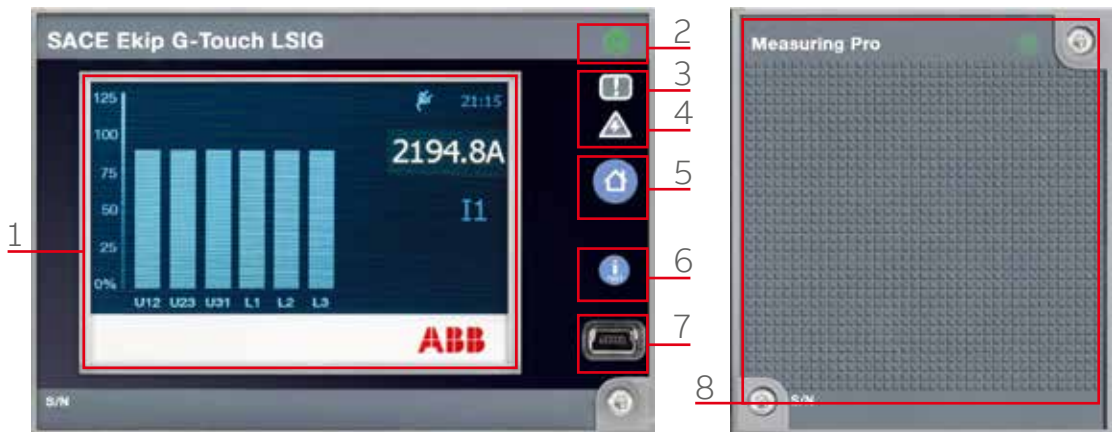 SACE Ekip G-Touch LSIG
2
3
4
5
6
7
1
125
100
75
50
25
0%
21:15
2194.8A
I1
U12 U23 U31 L1 L2 L3
ABB
S/N
Measuring Pro
8
S/N